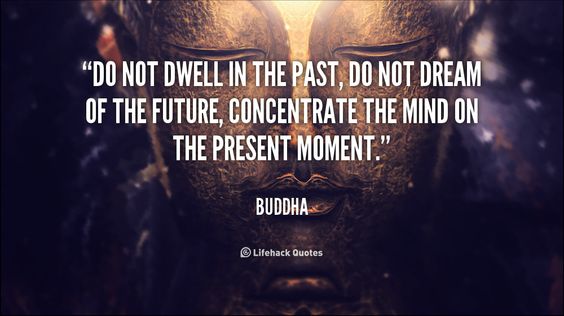 “DO NOT DWELL IN THE PAST, DO NOT DREAM
OF THE FUTURE, CONCENTRATE THE MIND ON
THE PRESENT MOMENT.”
BUDDHA
Lifehack Quotes